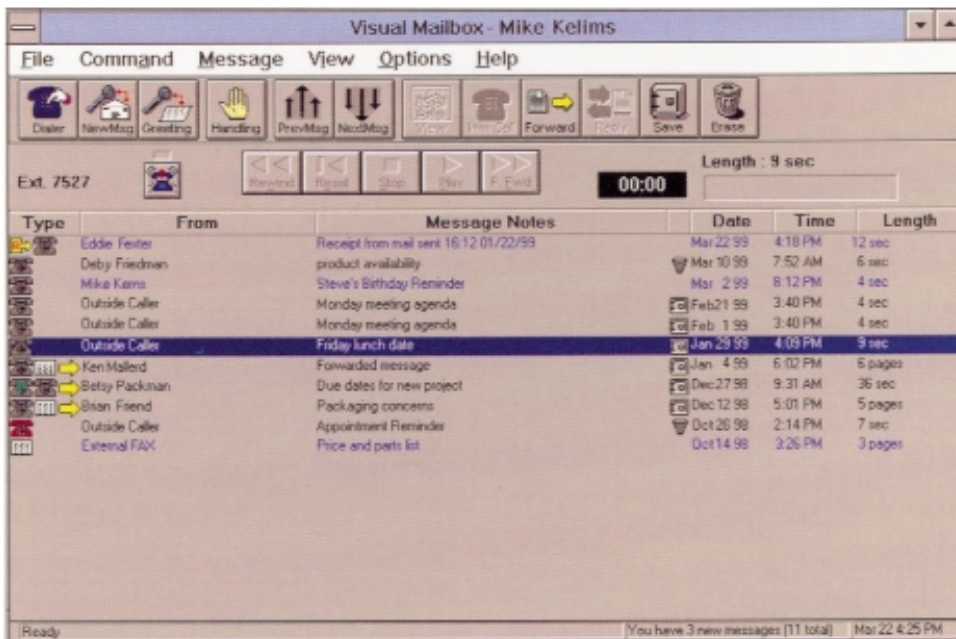 Visual Mailbox - Mike Kelims
File Command Message View Options Help
Dialer NewMsg Greeting Handling PrevMsg NextMsg View Forward Reply Save Erase
Length : 9 sec
Ext. 7527 Rewind Reset Stop Play F. Fwd 00:00
Type From Message Notes Date Time Length
Eddie Fexter Receipt from mail sent 16:12 01/22/99 Mar 22 99 4:18 PM 12 sec
Deby Friedman product availability Mar 10 99 7:52 AM 6 sec
Mike Kerns Steve's Birthday Reminder Mar 2 99 8:12 PM 4 sec
Outside Caller Monday meeting agenda Feb 21 99 3:40 PM 4 sec
Outside Caller Monday meeting agenda Feb 1 99 3:40 PM 4 sec
Outside Caller Friday lunch date Jan 29 99 4:09 PM 9 sec
Ken Mallerd Forwarded message Jan 4 99 6:02 PM 6 pages
Betsy Packman Due dates for new project Dec 27 98 9:31 AM 36 sec
Brian Friend Packaging concerns Dec 12 98 5:01 PM 5 pages
Outside Caller Appointment Reminder Oct 26 98 2:14 PM 7 sec
External FAX Price and parts list Oct 14 98 3:26 PM 3 pages
Ready You have 3 new messages [11 total] Mar 22 4:25 PM